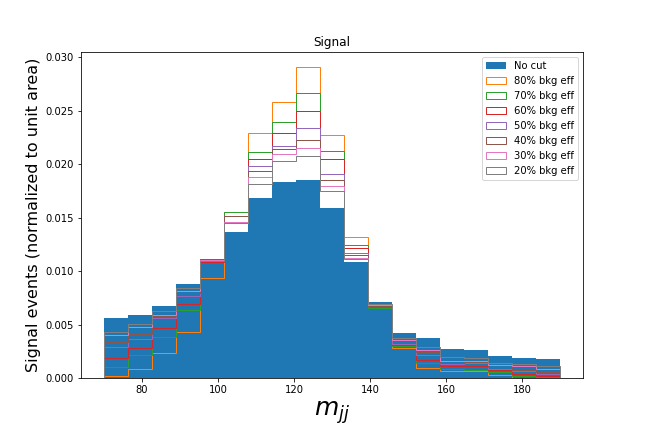 Signal
Signal events (normalized to unit area)
0.030
0.025
0.020
0.015
0.010
0.005
0.000
No cut
80% bkg eff
70% bkg eff
60% bkg eff
50% bkg eff
40% bkg eff
30% bkg eff
20% bkg eff
80 100 120 140 160 180
m_{jj}